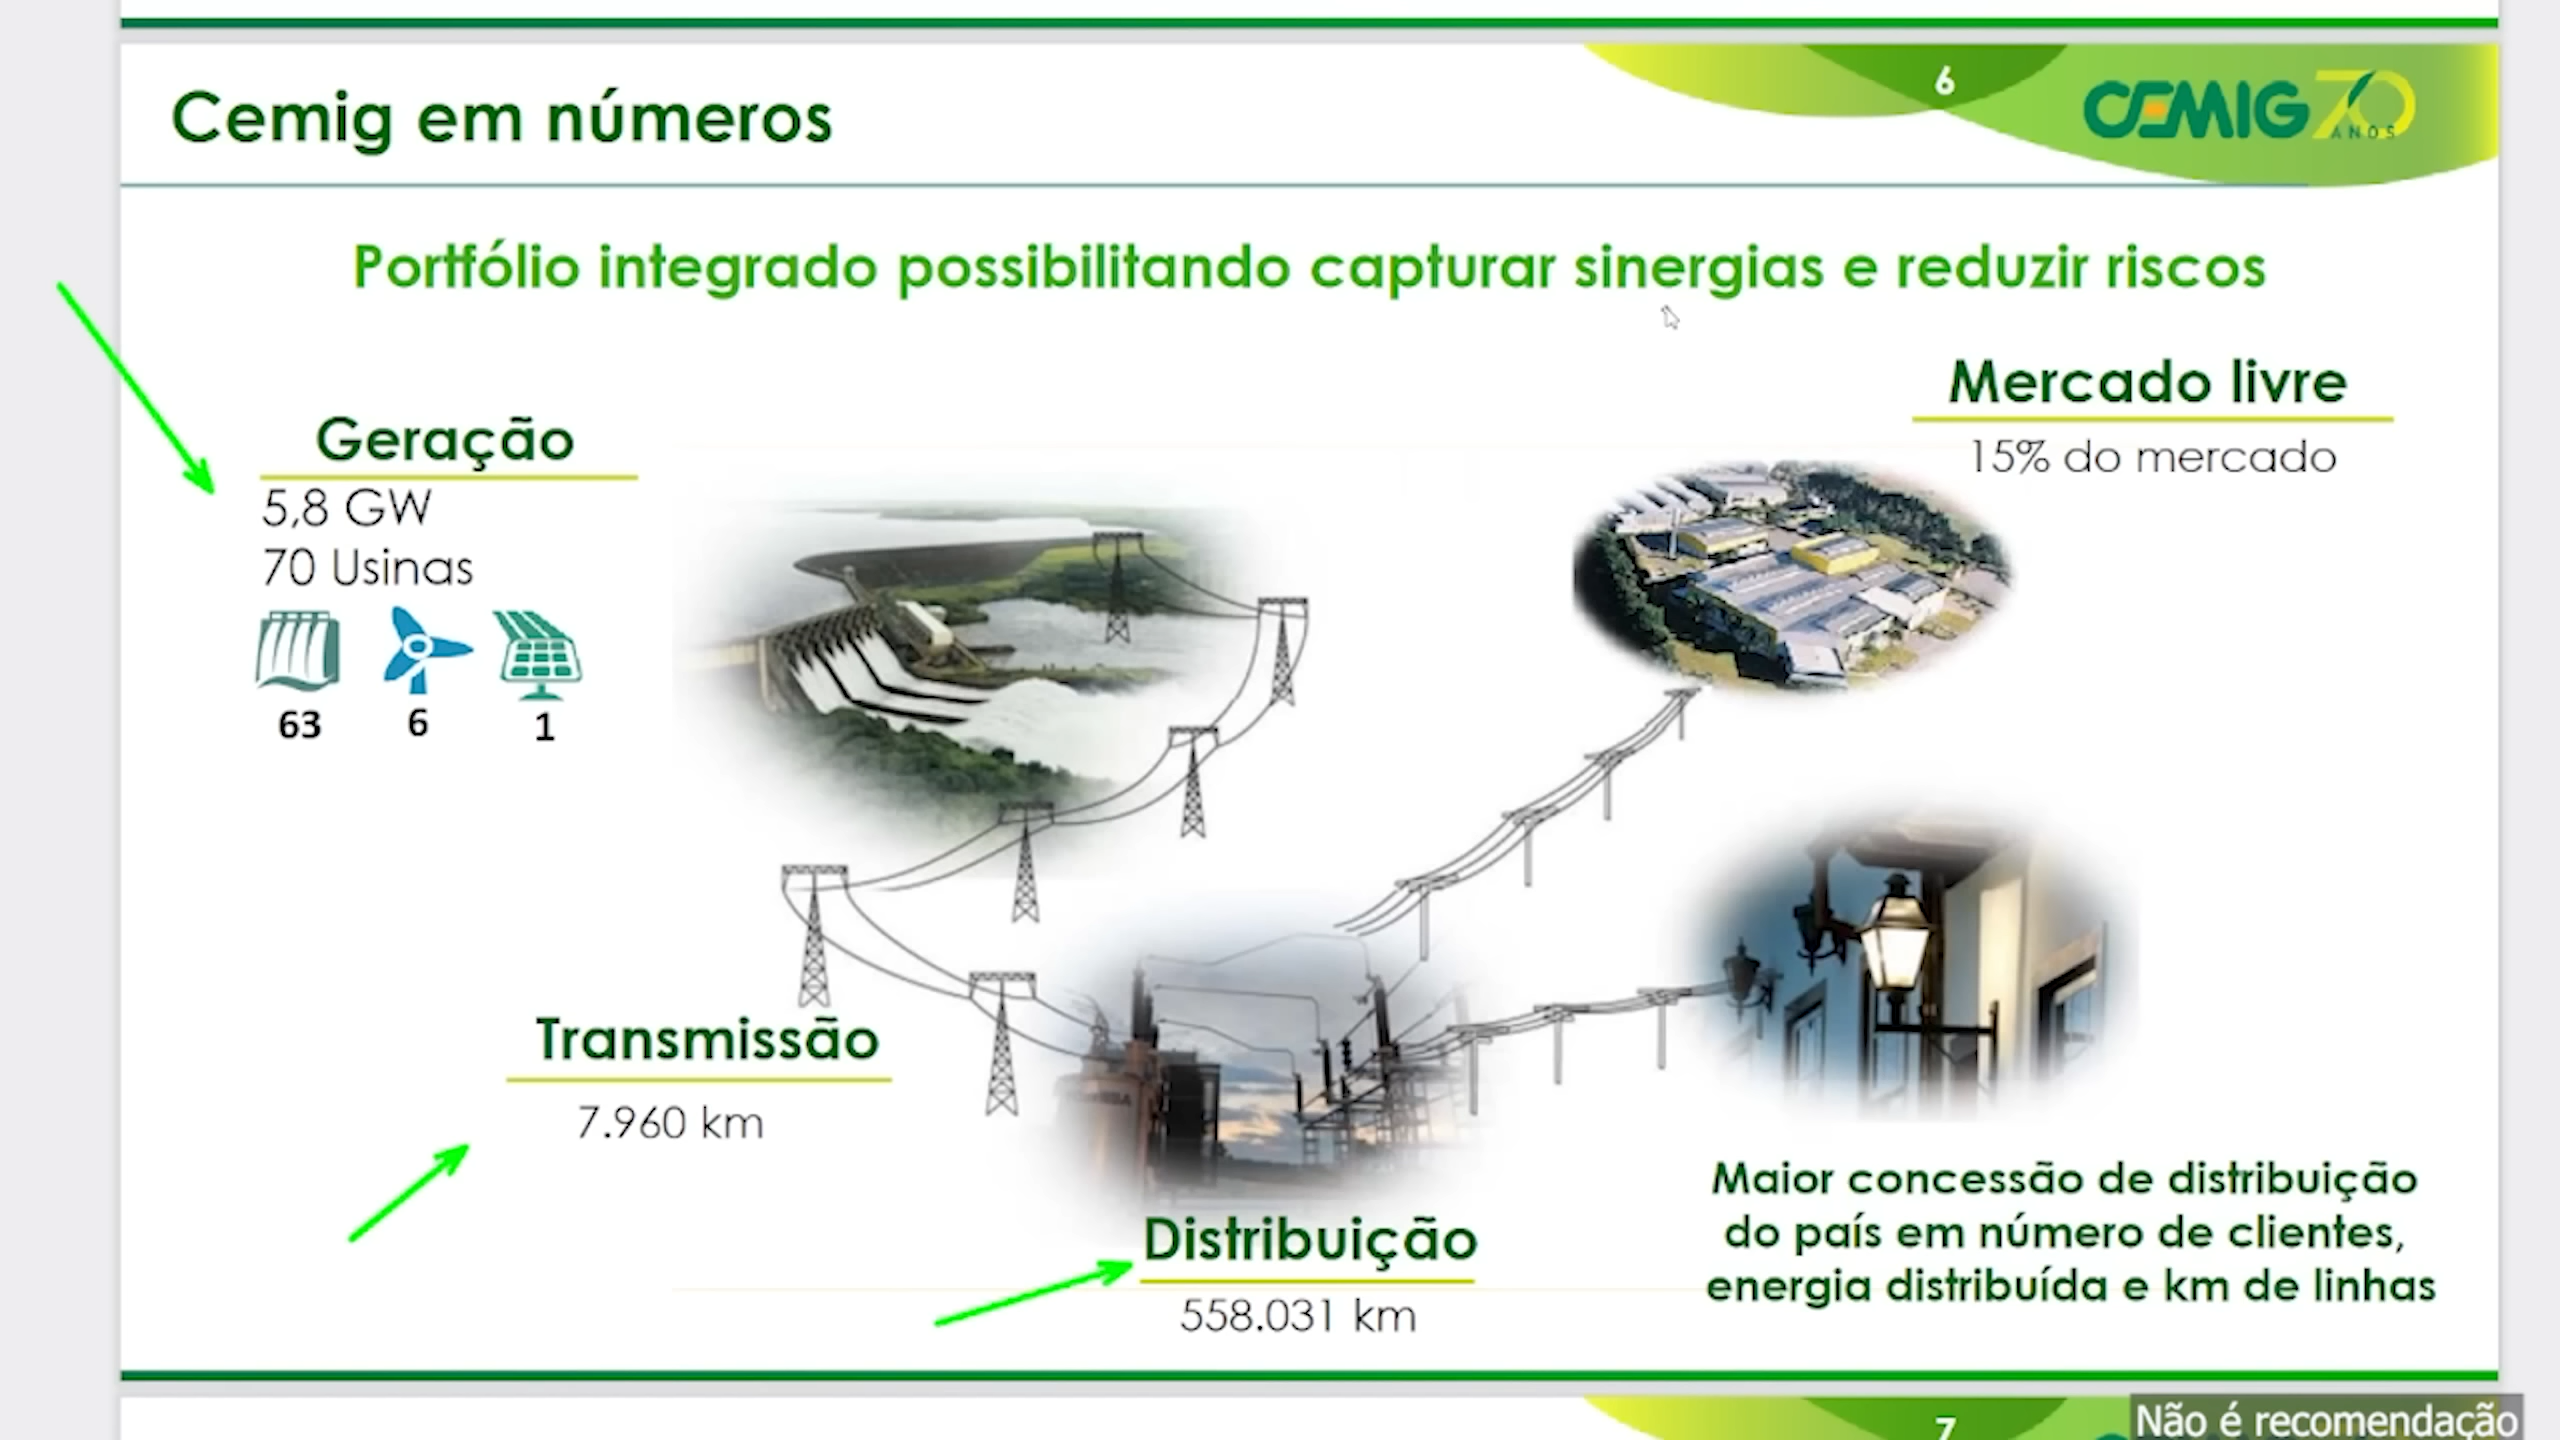 Cemig em números
6
CEMIG 70
ANOS
Portfólio integrado possibilitando capturar sinergias e reduzir riscos
Geração
5,8 GW
70 Usinas
63 6 1
Mercado livre
15% do mercado
Transmissão
7.960 km
Distribuição
558.031 km
Maior concessão de distribuição
do país em número de clientes,
energia distribuída e km de linhas
7
Não é recomendação